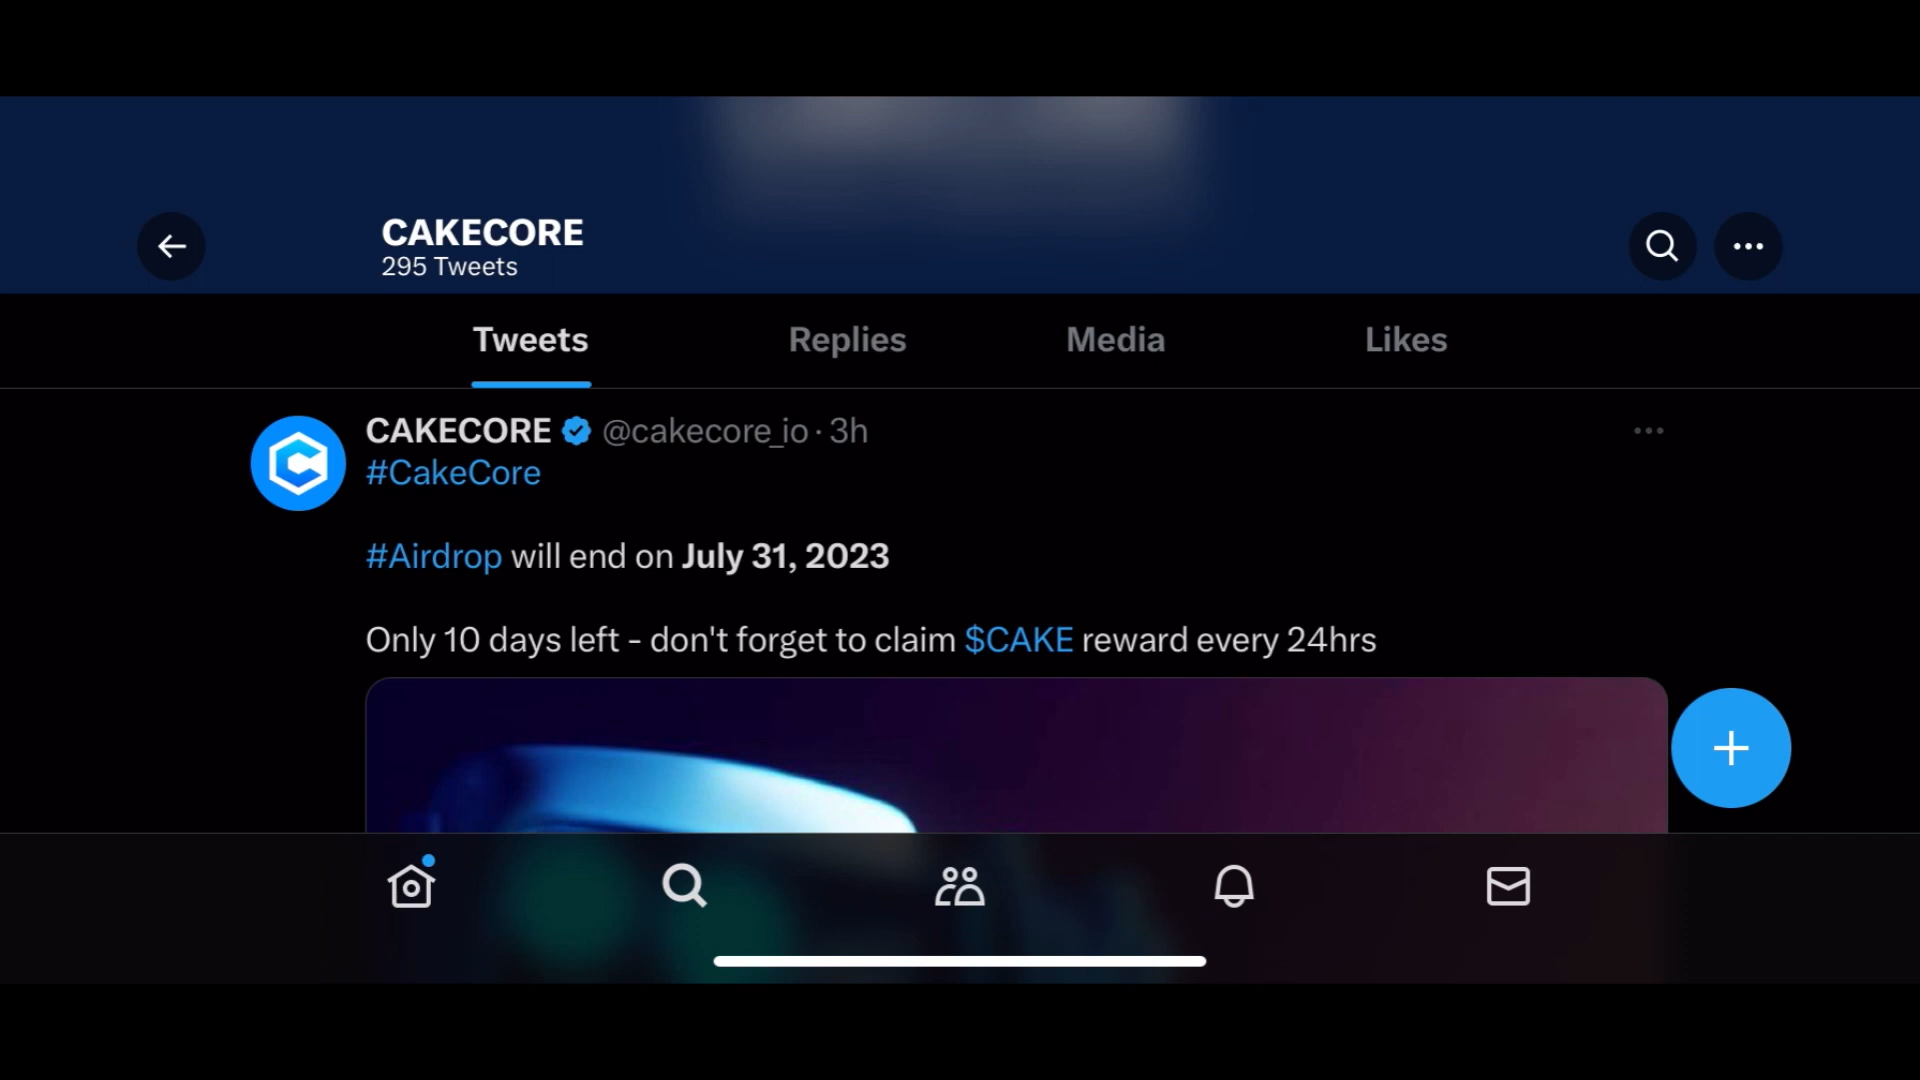 CAKECORE
295 Tweets
Tweets Replies Media Likes
CAKECORE @cakecore_io · 3h
#CakeCore
#Airdrop will end on July 31, 2023
Only 10 days left - don't forget to claim $CAKE reward every 24hrs